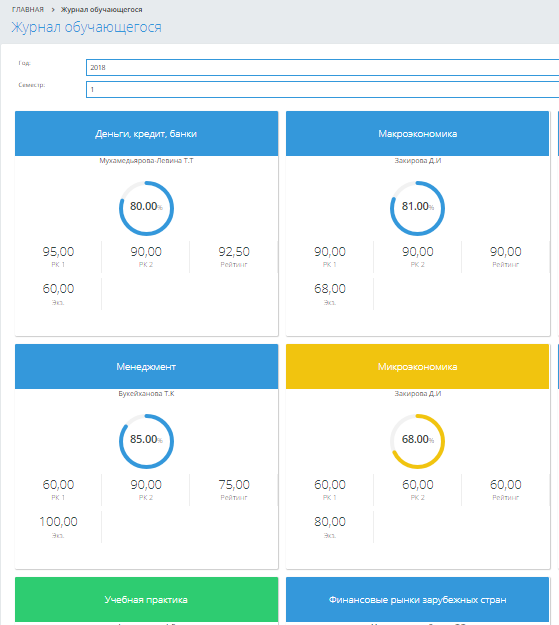 ГЛАВНАЯ > Журнал обучающегося
Журнал обучающегося
Год:
2018
Семестр:
1
Деньги, кредит, банки
Мухамедьярова-Левина Т.Т
80.00%
95,00 90,00 92,50
РК 1 РК 2 Рейтинг
60,00
Экз.
Макроэкономика
Закирова Д.И
81.00%
90,00 90,00 90,00
РК 1 РК 2 Рейтинг
68,00
Экз.
Менеджмент
Букейханова Т.К
85.00%
60,00 90,00 75,00
РК 1 РК 2 Рейтинг
100,00
Экз.
Микроэкономика
Закирова Д.И
68.00%
60,00 60,00 60,00
РК 1 РК 2 Рейтинг
80,00
Экз.
Учебная практика
Финансовые рынки зарубежных стран